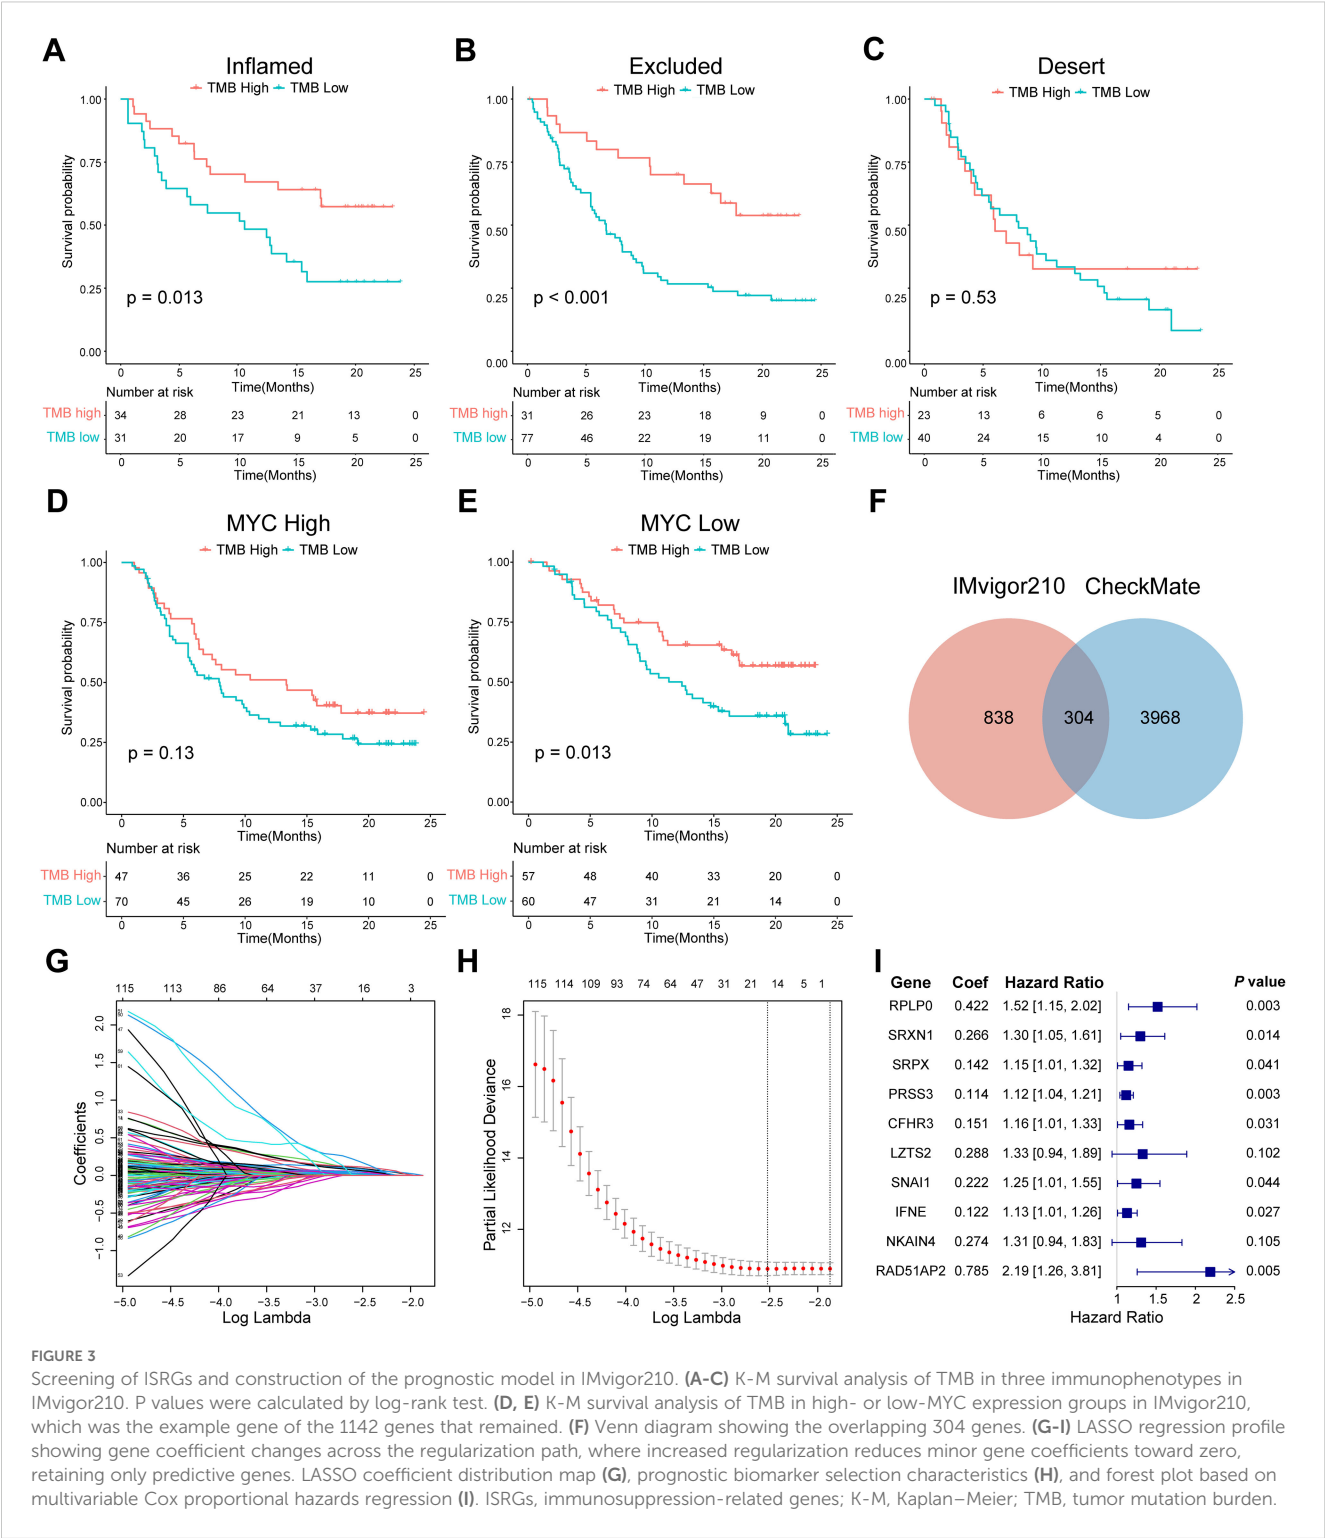 A
Inflamed
TMB High TMB Low
Survival probability
1.00
0.75
0.50
0.25
0.00
p = 0.013
0 5 10 15 20 25
Time(Months)
Number at risk
TMB high 34 28 23 21 13 0
TMB low 31 20 17 9 5 0
0 5 10 15 20 25
Time(Months)
B
Excluded
TMB High TMB Low
Survival probability
1.00
0.75
0.50
0.25
0.00
p < 0.001
0 5 10 15 20 25
Time(Months)
Number at risk
TMB high 31 26 23 18 9 0
TMB low 77 46 22 19 11 0
0 5 10 15 20 25
Time(Months)
C
Desert
TMB High TMB Low
Survival probability
1.00
0.75
0.50
0.25
0.00
p = 0.53
0 5 10 15 20 25
Time(Months)
Number at risk
TMB high 23 13 6 6 5 0
TMB low 40 24 15 10 4 0
0 5 10 15 20 25
Time(Months)
D
MYC High
TMB High TMB Low
Survival probability
1.00
0.75
0.50
0.25
0.00
p = 0.13
0 5 10 15 20 25
Time(Months)
Number at risk
TMB High 47 36 25 22 11 0
TMB Low 70 45 26 19 10 0
0 5 10 15 20 25
Time(Months)
E
MYC Low
TMB High TMB Low
Survival probability
1.00
0.75
0.50
0.25
0.00
p = 0.013
0 5 10 15 20 25
Time(Months)
Number at risk
TMB High 57 48 40 33 20 0
TMB Low 60 47 31 21 14 0
0 5 10 15 20 25
Time(Months)
F
IMvigor210 CheckMate
838 304 3968
G
115 113 86 64 37 16 3
Coefficients
2.0
1.5
1.0
0.5
0.0
−0.5
−1.0
−5.0 −4.5 −4.0 −3.5 −3.0 −2.5 −2.0
Log Lambda
H
115 114 109 93 74 64 47 31 21 14 5 1
Partial Likelihood Deviance
18
16
14
12
−5.0 −4.5 −4.0 −3.5 −3.0 −2.5 −2.0
Log Lambda
I
Gene Coef Hazard Ratio P value
RPLP0 0.422 1.52 [1.15, 2.02] 0.003
SRXN1 0.266 1.30 [1.05, 1.61] 0.014
SRPX 0.142 1.15 [1.01, 1.32] 0.041
PRSS3 0.114 1.12 [1.04, 1.21] 0.003
CFHR3 0.151 1.16 [1.01, 1.33] 0.031
LZTS2 0.288 1.33 [0.94, 1.89] 0.102
SNAI1 0.222 1.25 [1.01, 1.55] 0.044
IFNE 0.122 1.13 [1.01, 1.26] 0.027
NKAIN4 0.274 1.31 [0.94, 1.83] 0.105
RAD51AP2 0.785 2.19 [1.26, 3.81] 0.005
1 1.5 2 2.5
Hazard Ratio
FIGURE 3
Screening of ISRGs and construction of the prognostic model in IMvigor210. (A-C) K-M survival analysis of TMB in three immunophenotypes in
IMvigor210. P values were calculated by log-rank test. (D, E) K-M survival analysis of TMB in high- or low-MYC expression groups in IMvigor210,
which was the example gene of the 1142 genes that remained. (F) Venn diagram showing the overlapping 304 genes. (G-I) LASSO regression profile
showing gene coefficient changes across the regularization path, where increased regularization reduces minor gene coefficients toward zero,
retaining only predictive genes. LASSO coefficient distribution map (G), prognostic biomarker selection characteristics (H), and forest plot based on
multivariable Cox proportional hazards regression (I). ISRGs, immunosuppression-related genes; K-M, Kaplan–Meier; TMB, tumor mutation burden.